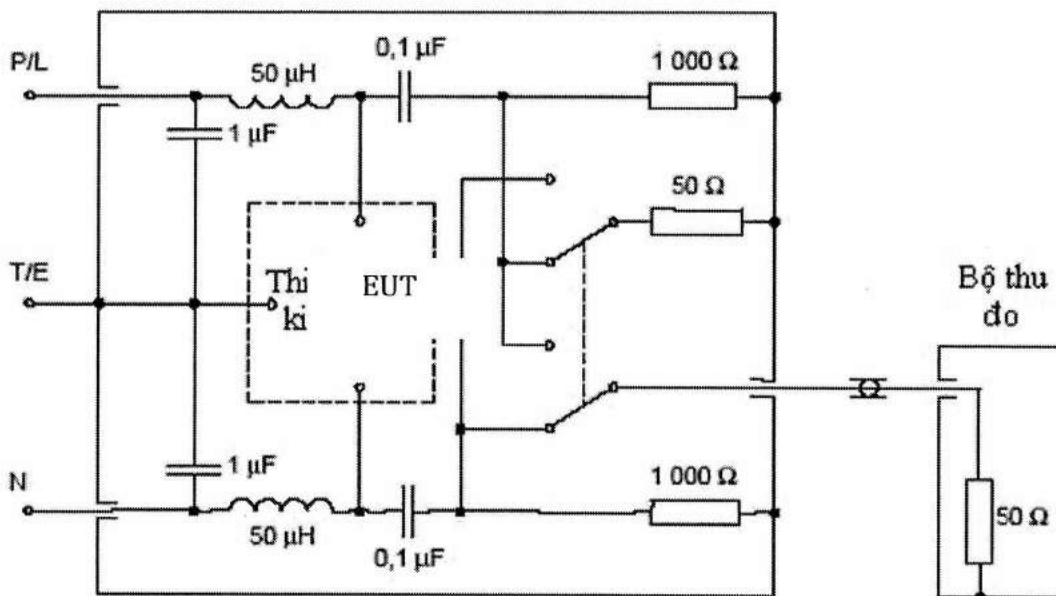 P/L
50 µH
0,1 µF
1 000 Ω
1 µF
50 Ω
T/E
Thi
ki
EUT
Bộ thu
đo
N
1 µF
50 µH
0,1 µF
1 000 Ω
50 Ω